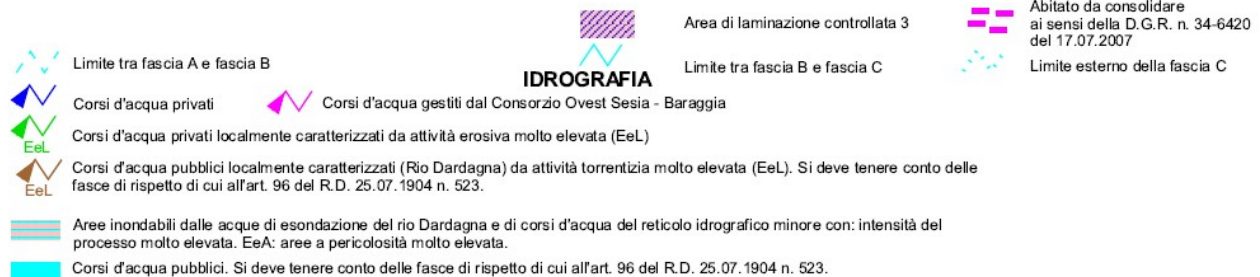 Area di laminazione controllata 3
Abitato da consolidare
ai sensi della D.G.R. n. 34-6420
del 17.07.2007
Limite tra fascia A e fascia B
IDROGRAFIA
Limite tra fascia B e fascia C
Limite esterno della fascia C
Corsi d'acqua privati
Corsi d'acqua gestiti dal Consorzio Ovest Sesia - Baraggia
EeL
Corsi d'acqua privati localmente caratterizzati da attività erosiva molto elevata (EeL)
EeL
Corsi d'acqua pubblici localmente caratterizzati (Rio Dardagna) da attività torrentizia molto elevata (EeL). Si deve tenere conto delle
fasce di rispetto di cui all'art. 96 del R.D. 25.07.1904 n. 523.
Aree inondabili dalle acque di esondazione del rio Dardagna e di corsi d'acqua del reticolo idrografico minore con: intensità del
processo molto elevata. EeA: aree a pericolosità molto elevata.
Corsi d'acqua pubblici. Si deve tenere conto delle fasce di rispetto di cui all'art. 96 del R.D. 25.07.1904 n. 523.